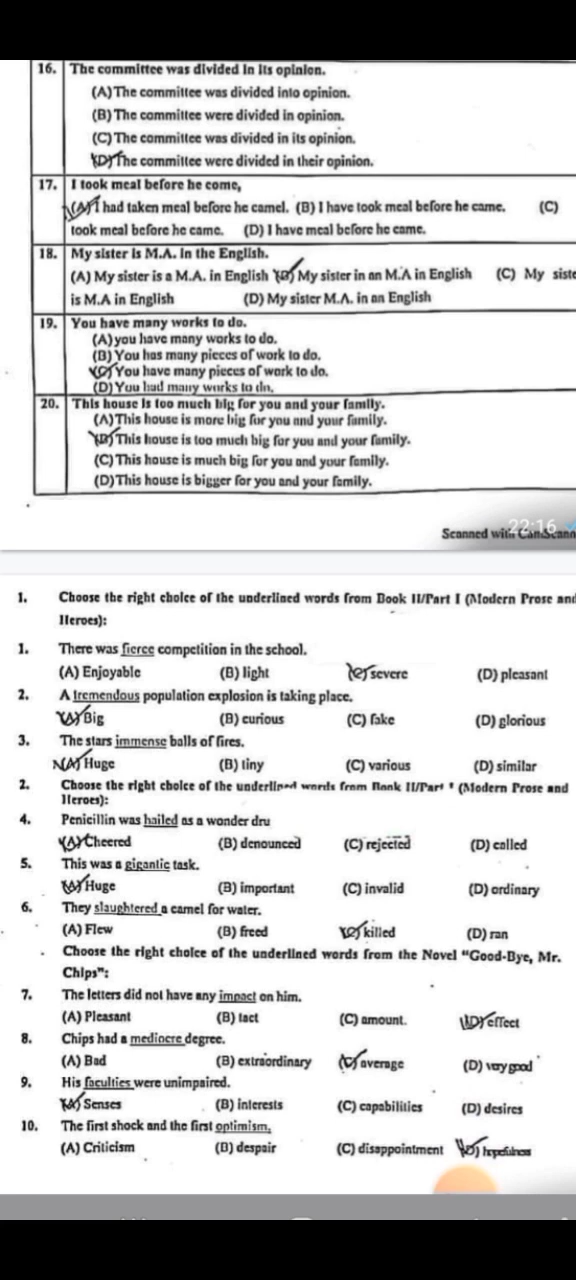 16. The committee was divided in its opinion.
(A) The committee was divided into opinion.
(B) The committee were divided in opinion.
(C) The committee was divided in its opinion.
(D) The committee were divided in their opinion.
17. I took meal before he come,
(A) I had taken meal before he camel. (B) I have took meal before he came. (C)
took meal before he came. (D) I have meal before he came.
18. My sister is M.A. in the English.
(A) My sister is a M.A. in English (B) My sister in an M.A in English (C) My siste
is M.A in English (D) My sister M.A. in an English
19. You have many works to do.
(A) you have many works to do.
(B) You has many pieces of work to do.
(C) You have many pieces of work to do.
(D) You had many works to do.
20. This house is too much big for you and your family.
(A) This house is more big for you and your family.
(B) This house is too much big for you and your family.
(C) This house is much big for you and your family.
(D) This house is bigger for you and your family.
22:16
Scanned with CamScann
1. Choose the right choice of the underlined words from Book II/Part I (Modern Prose and
Heroes):
1. There was fierce competition in the school.
(A) Enjoyable (B) light (C) severe (D) pleasant
2. A tremendous population explosion is taking place.
(A) Big (B) curious (C) fake (D) glorious
3. The stars immense balls of fires.
(A) Huge (B) tiny (C) various (D) similar
2. Choose the right choice of the underlined words from Book II/Part (Modern Prose and
Heroes):
4. Penicillin was hailed as a wonder dru
(A) Cheered (B) denounced (C) rejected (D) called
5. This was a gigantic task.
(A) Huge (B) important (C) invalid (D) ordinary
6. They slaughtered a camel for water.
(A) Flew (B) freed (C) killed (D) ran
Choose the right choice of the underlined words from the Novel "Good-Bye, Mr.
Chips":
7. The letters did not have any impact on him.
(A) Pleasant (B) tact (C) amount. (D) effect
8. Chips had a mediocre degree.
(A) Bad (B) extraordinary (C) average (D) very good
9. His faculties were unimpaired.
(A) Senses (B) interests (C) capabilities (D) desires
10. The first shock and the first optimism.
(A) Criticism (B) despair (C) disappointment (D) hopefulness